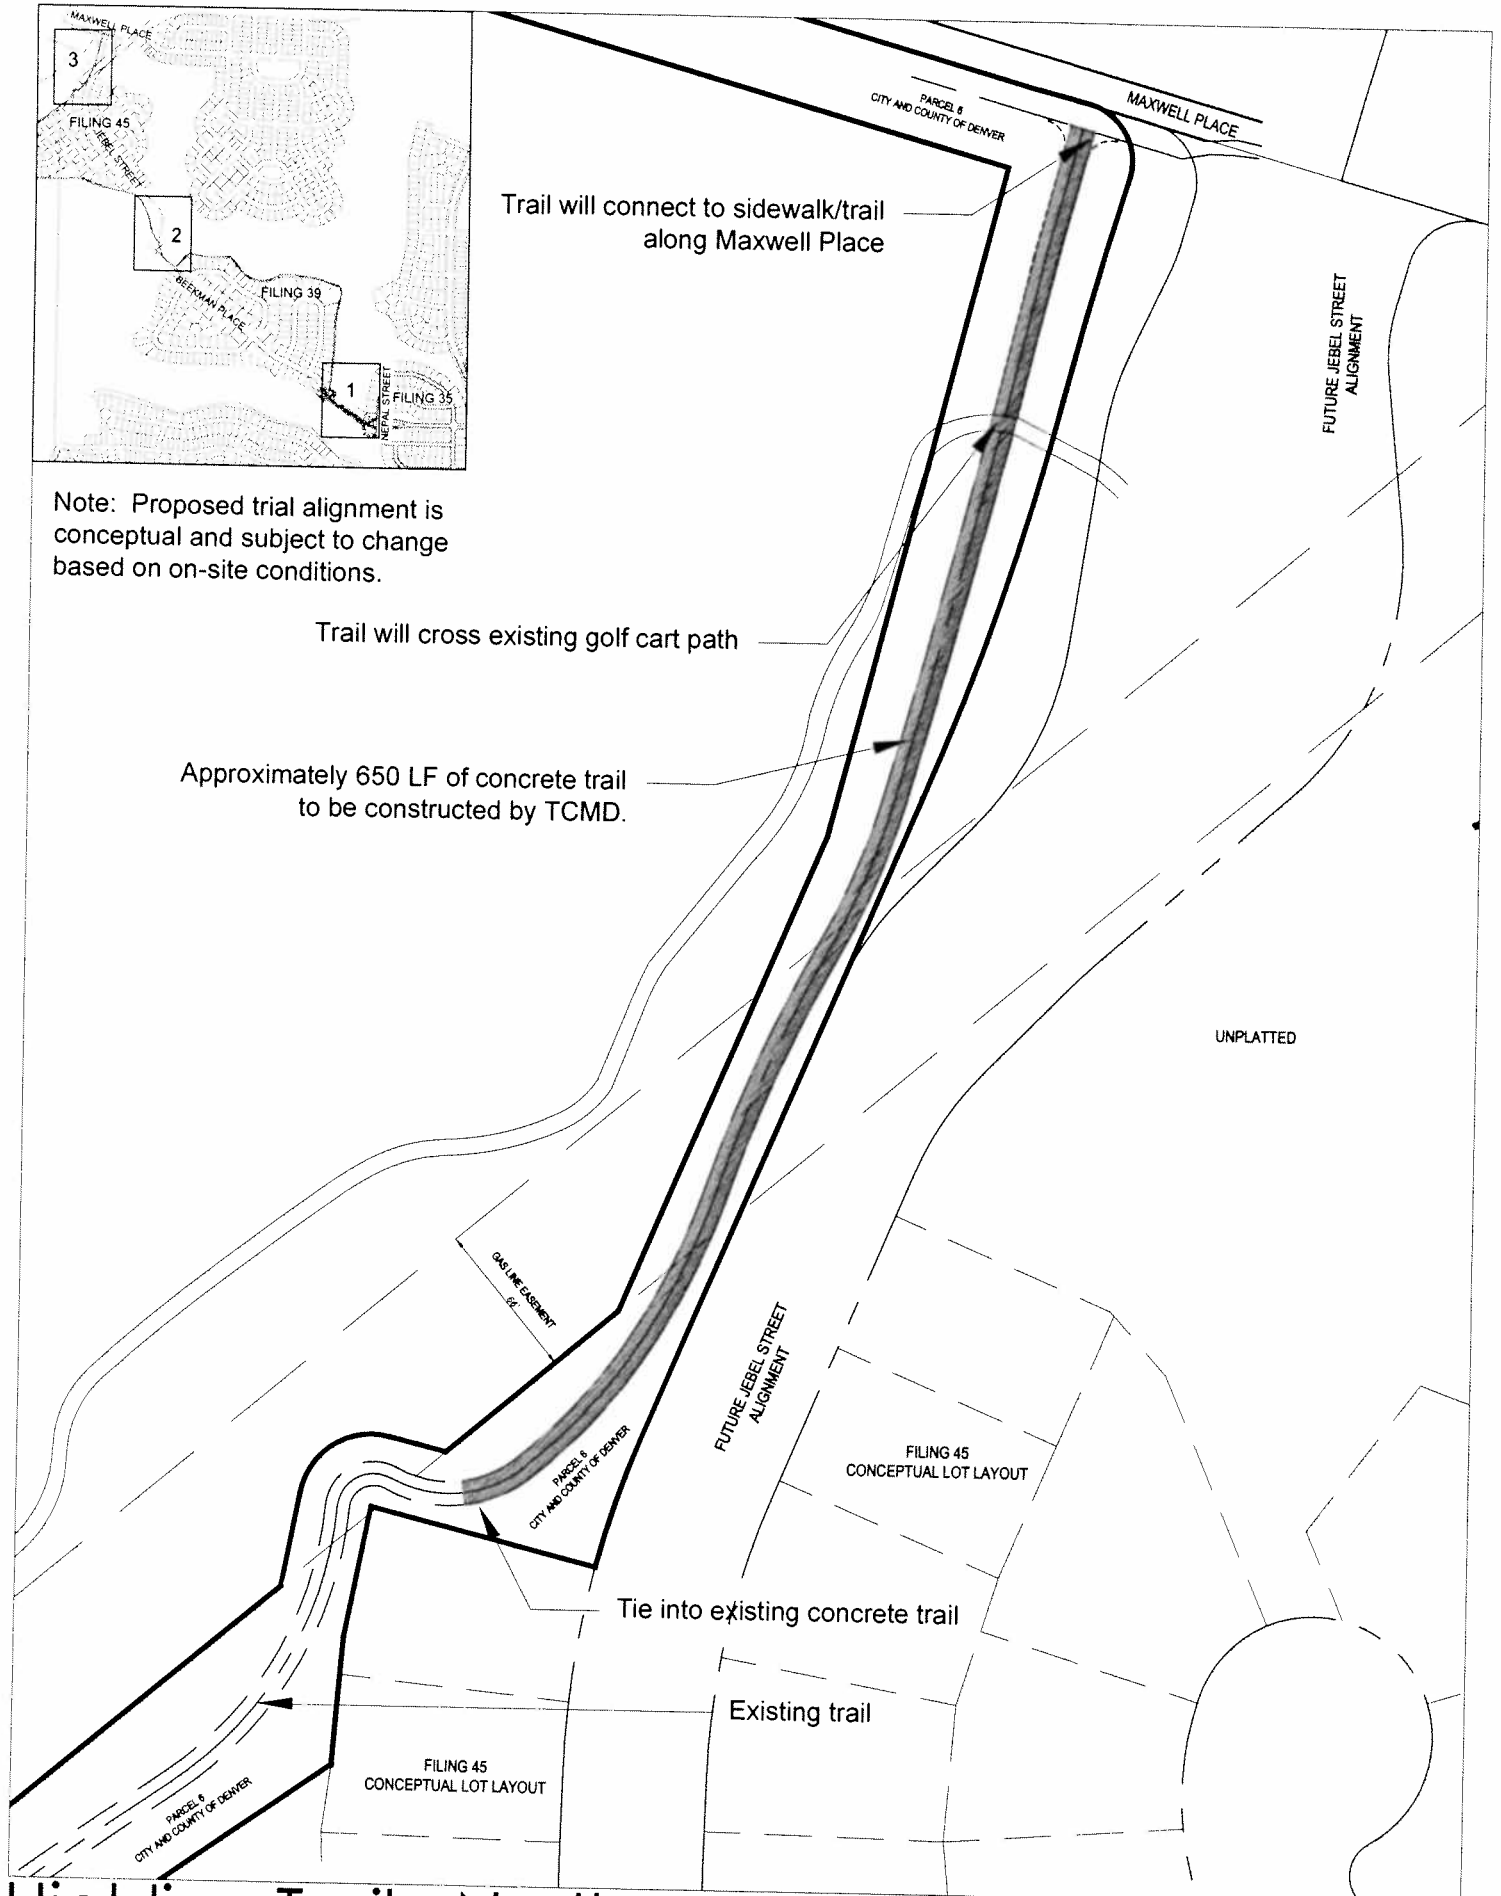 MAXWELL PLACE
3
FILING 45
JEBEL STREET
2
BEEKMAN PLACE
FILING 39
1
NEPAL STREET
FILING 35
PARCEL 6
CITY AND COUNTY OF DENVER
MAXWELL PLACE
Trail will connect to sidewalk/trail
along Maxwell Place
FUTURE JEBEL STREET
ALIGNMENT
Note: Proposed trial alignment is
conceptual and subject to change
based on on-site conditions.
Trail will cross existing golf cart path
Approximately 650 LF of concrete trail
to be constructed by TCMD.
UNPLATTED
GAS LINE EASEMENT
FUTURE JEBEL STREET
ALIGNMENT
PARCEL 6
CITY AND COUNTY OF DENVER
FILING 45
CONCEPTUAL LOT LAYOUT
Tie into existing concrete trail
Existing trail
FILING 45
CONCEPTUAL LOT LAYOUT
PARCEL 6
CITY AND COUNTY OF DENVER